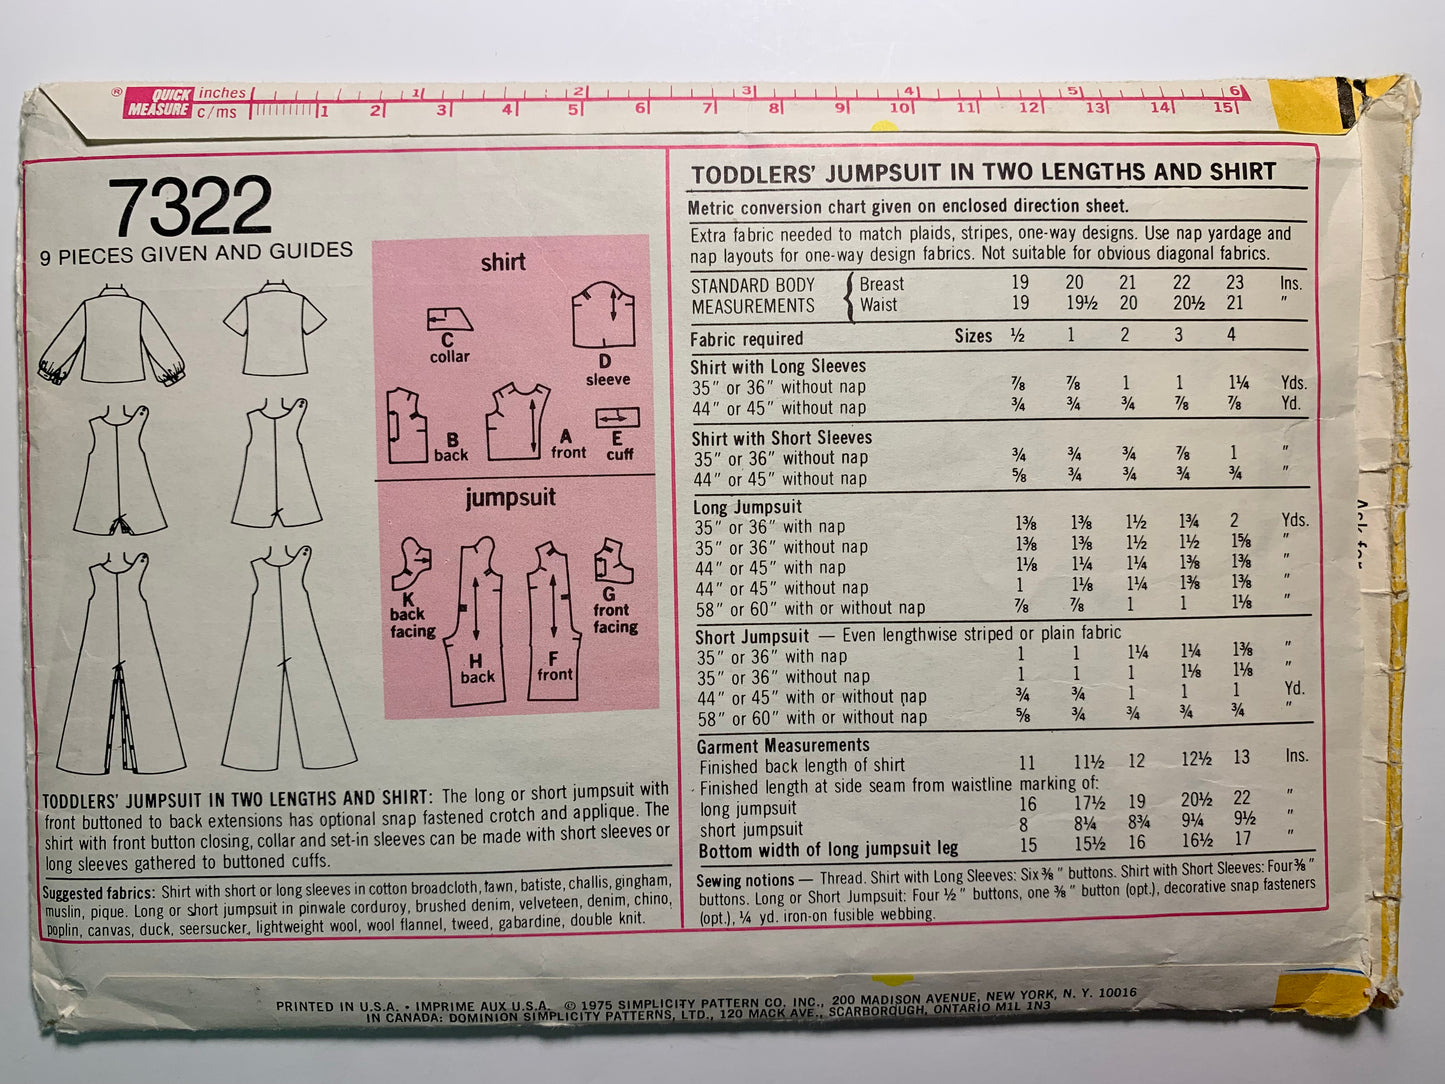 ® QUICK MEASURE inches 1 2 3 4 5 6
c/ms 1 2 3 4 5 6 7 8 9 10 11 12 13 14 15
7322
9 PIECES GIVEN AND GUIDES
shirt
C
collar
D
sleeve
B
back
A
front
E
cuff
jumpsuit
K
back
facing
H
back
F
front
G
front
facing
TODDLERS' JUMPSUIT IN TWO LENGTHS AND SHIRT: The long or short jumpsuit with
front buttoned to back extensions has optional snap fastened crotch and applique. The
shirt with front button closing, collar and set-in sleeves can be made with short sleeves or
long sleeves gathered to buttoned cuffs.
Suggested fabrics: Shirt with short or long sleeves in cotton broadcloth, lawn, batiste, challis, gingham,
muslin, pique. Long or short jumpsuit in pinwale corduroy, brushed denim, velveteen, denim, chino,
poplin, canvas, duck, seersucker, lightweight wool, wool flannel, tweed, gabardine, double knit.
TODDLERS' JUMPSUIT IN TWO LENGTHS AND SHIRT
Metric conversion chart given on enclosed direction sheet.
Extra fabric needed to match plaids, stripes, one-way designs. Use nap yardage and
nap layouts for one-way design fabrics. Not suitable for obvious diagonal fabrics.
STANDARD BODY { Breast 19 20 21 22 23 Ins.
MEASUREMENTS Waist 19 19½ 20 20½ 21 "
Fabric required Sizes ½ 1 2 3 4
Shirt with Long Sleeves
35" or 36" without nap ⅞ ⅞ 1 1 1¼ Yds.
44" or 45" without nap ¾ ¾ ¾ ⅞ ⅞ Yd.
Shirt with Short Sleeves
35" or 36" without nap ¾ ¾ ¾ ⅞ 1 "
44" or 45" without nap ⅝ ¾ ¾ ¾ ¾ "
Long Jumpsuit
35" or 36" with nap 1⅜ 1⅜ 1½ 1¾ 2 Yds.
35" or 36" without nap 1⅜ 1⅜ 1½ 1½ 1⅝ "
44" or 45" with nap 1⅛ 1¼ 1¼ 1⅜ 1⅜ "
44" or 45" without nap 1 1⅛ 1¼ 1⅜ 1⅜ "
58" or 60" with or without nap ⅞ ⅞ 1 1 1⅛ "
Short Jumpsuit — Even lengthwise striped or plain fabric
35" or 36" with nap 1 1 1¼ 1¼ 1⅜ "
35" or 36" without nap 1 1 1 1⅛ 1⅛ "
44" or 45" with or without nap ¾ ¾ 1 1 1 Yd.
58" or 60" with or without nap ⅝ ¾ ¾ ¾ ¾ "
Garment Measurements
Finished back length of shirt 11 11½ 12 12½ 13 Ins.
Finished length at side seam from waistline marking of:
long jumpsuit 16 17½ 19 20½ 22 "
short jumpsuit 8 8¼ 8¾ 9¼ 9½ "
Bottom width of long jumpsuit leg 15 15½ 16 16½ 17 "
Sewing notions — Thread. Shirt with Long Sleeves: Six ⅜" buttons. Shirt with Short Sleeves: Four ⅜"
buttons. Long or Short Jumpsuit: Four ½" buttons, one ⅜" button (opt.), decorative snap fasteners
(opt.), ¼ yd. iron-on fusible webbing.
PRINTED IN U.S.A. • IMPRIME AUX U.S.A. © 1975 SIMPLICITY PATTERN CO. INC., 200 MADISON AVENUE, NEW YORK, N. Y. 10016
IN CANADA: DOMINION SIMPLICITY PATTERNS, LTD., 120 MACK AVE., SCARBOROUGH, ONTARIO M1L 1N3